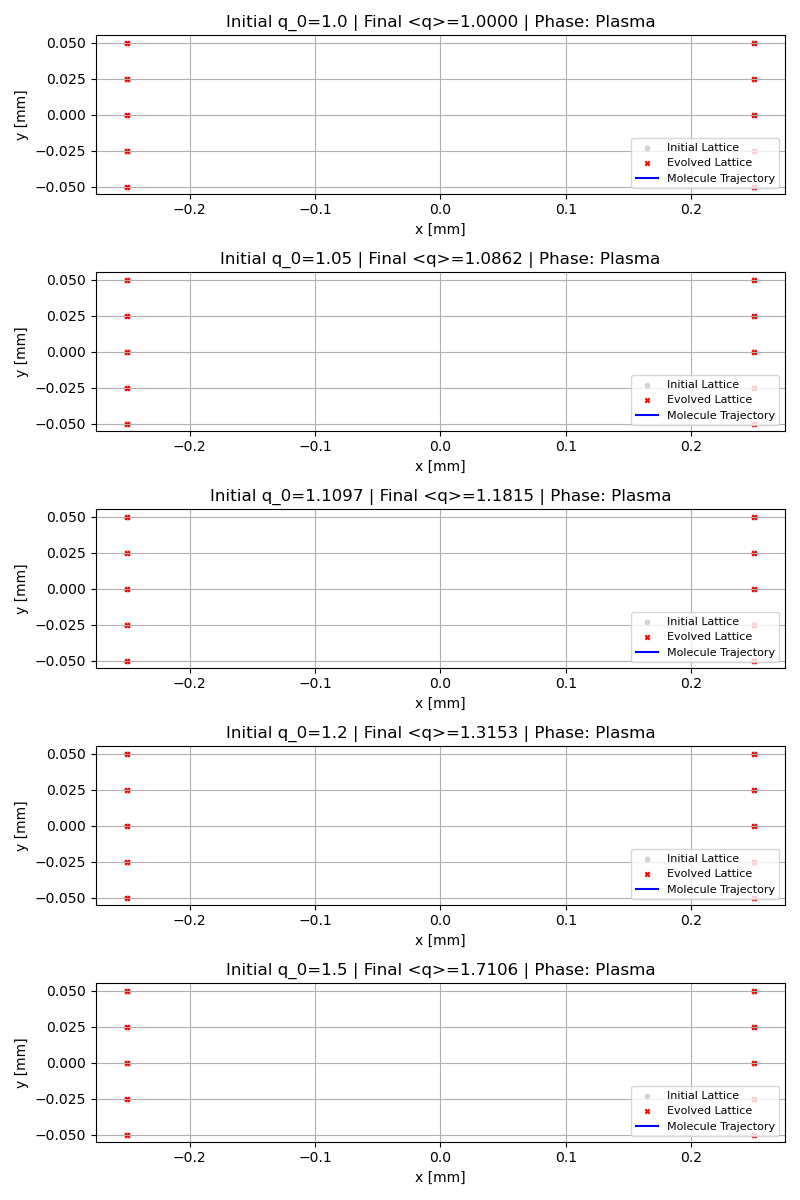 Initial q_0=1.0 | Final <q>=1.0000 | Phase: Plasma
0.050
0.025
0.000
−0.025
−0.050
y [mm]
Initial Lattice
Evolved Lattice
Molecule Trajectory
−0.2 −0.1 0.0 0.1 0.2
x [mm]
Initial q_0=1.05 | Final <q>=1.0862 | Phase: Plasma
0.050
0.025
0.000
−0.025
−0.050
y [mm]
Initial Lattice
Evolved Lattice
Molecule Trajectory
−0.2 −0.1 0.0 0.1 0.2
x [mm]
Initial q_0=1.1097 | Final <q>=1.1815 | Phase: Plasma
0.050
0.025
0.000
−0.025
−0.050
y [mm]
Initial Lattice
Evolved Lattice
Molecule Trajectory
−0.2 −0.1 0.0 0.1 0.2
x [mm]
Initial q_0=1.2 | Final <q>=1.3153 | Phase: Plasma
0.050
0.025
0.000
−0.025
−0.050
y [mm]
Initial Lattice
Evolved Lattice
Molecule Trajectory
−0.2 −0.1 0.0 0.1 0.2
x [mm]
Initial q_0=1.5 | Final <q>=1.7106 | Phase: Plasma
0.050
0.025
0.000
−0.025
−0.050
y [mm]
Initial Lattice
Evolved Lattice
Molecule Trajectory
−0.2 −0.1 0.0 0.1 0.2
x [mm]